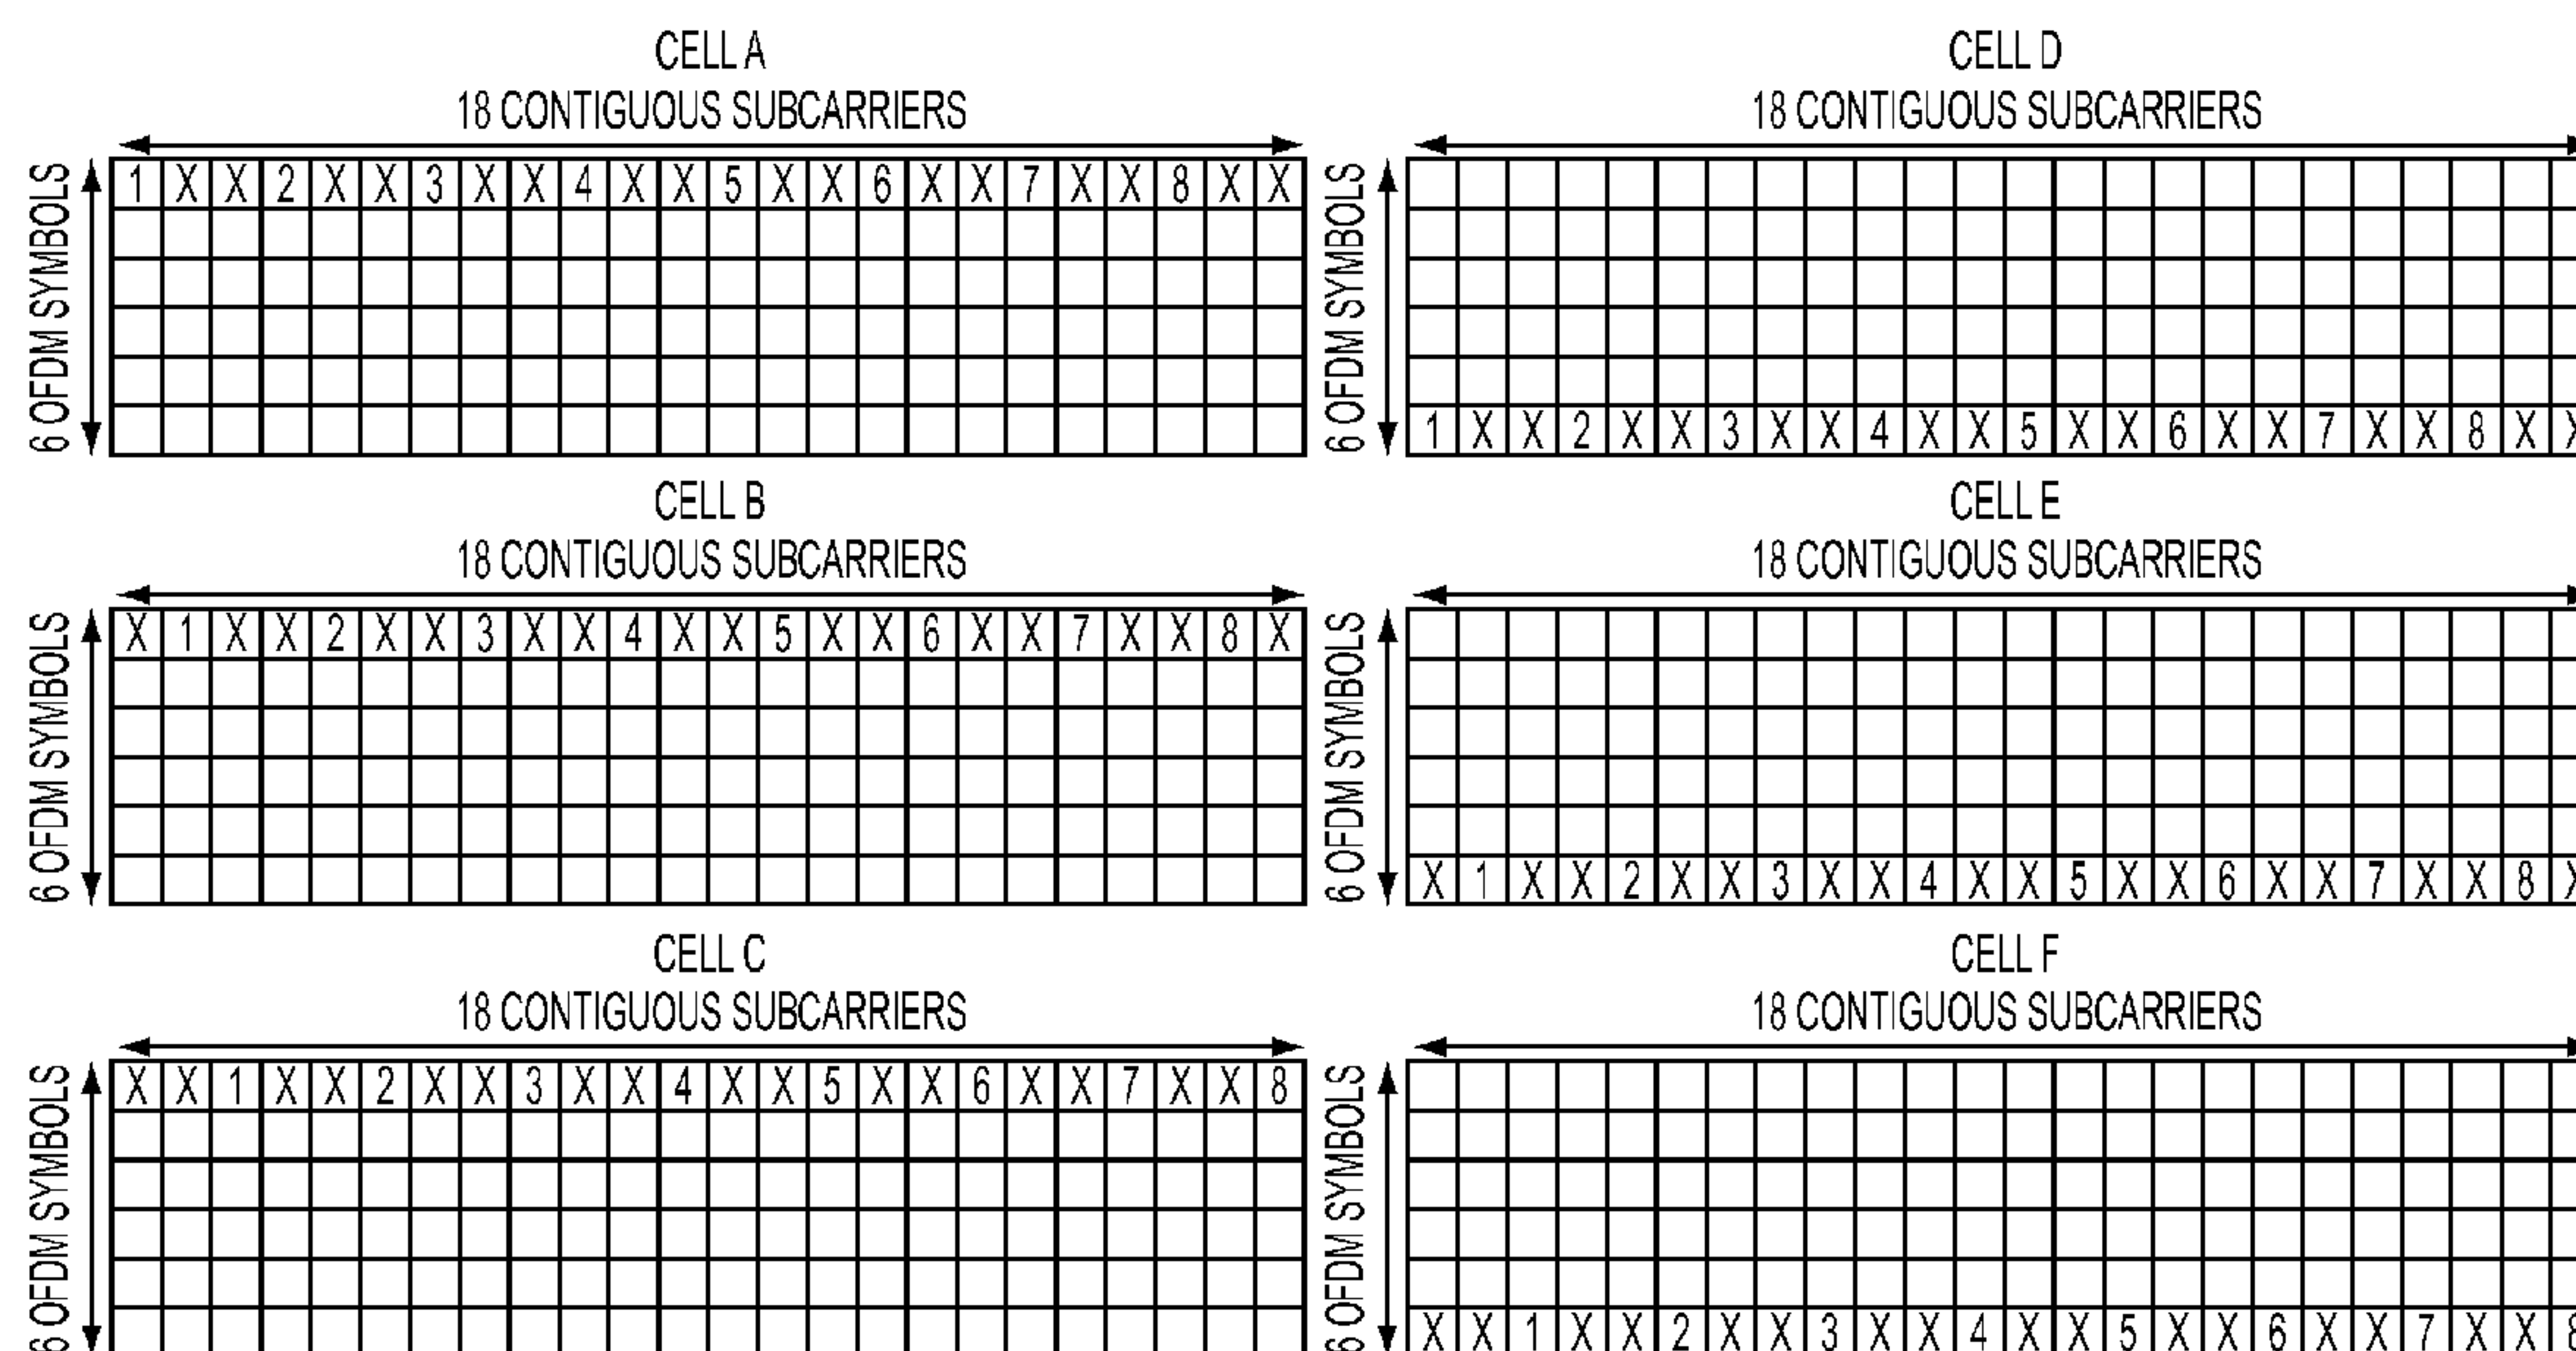 CELL A
18 CONTIGUOUS SUBCARRIERS
6 OFDM SYMBOLS
1 X X 2 X X 3 X X 4 X X 5 X X 6 X X 7 X X 8 X X
CELL D
18 CONTIGUOUS SUBCARRIERS
6 OFDM SYMBOLS
1 X X 2 X X 3 X X 4 X X 5 X X 6 X X 7 X X 8 X X
CELL B
18 CONTIGUOUS SUBCARRIERS
6 OFDM SYMBOLS
X 1 X X 2 X X 3 X X 4 X X 5 X X 6 X X 7 X X 8 X
CELL E
18 CONTIGUOUS SUBCARRIERS
6 OFDM SYMBOLS
X 1 X X 2 X X 3 X X 4 X X 5 X X 6 X X 7 X X 8 X
CELL C
18 CONTIGUOUS SUBCARRIERS
6 OFDM SYMBOLS
X X 1 X X 2 X X 3 X X 4 X X 5 X X 6 X X 7 X X 8
CELL F
18 CONTIGUOUS SUBCARRIERS
6 OFDM SYMBOLS
X X 1 X X 2 X X 3 X X 4 X X 5 X X 6 X X 7 X X 8